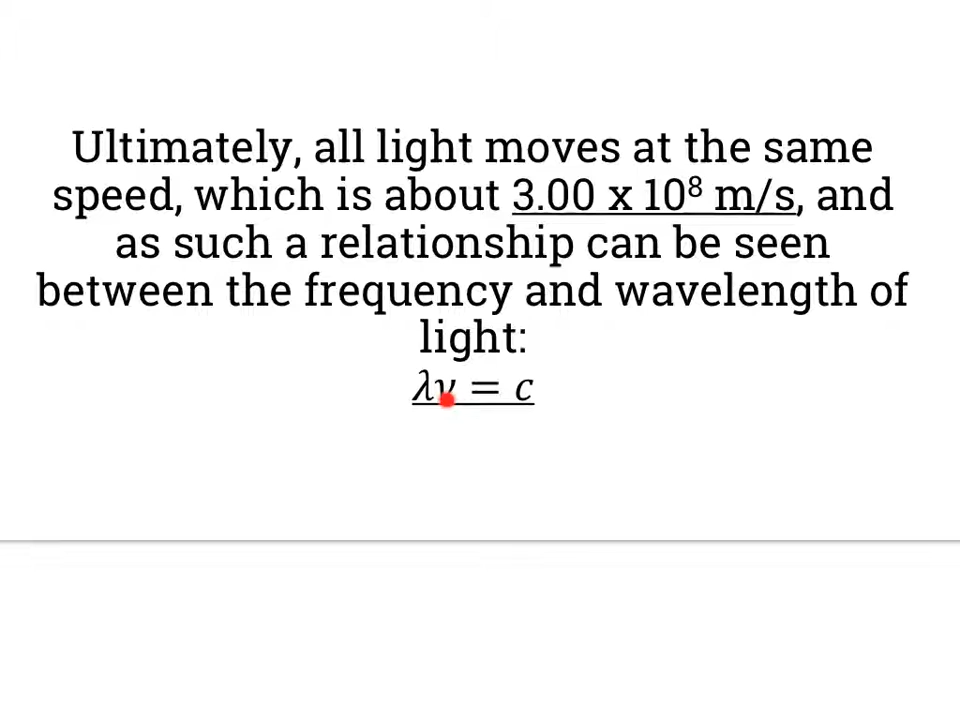 Ultimately, all light moves at the same
speed, which is about 3.00 x 10⁸ m/s, and
as such a relationship can be seen
between the frequency and wavelength of
light:
λν = c